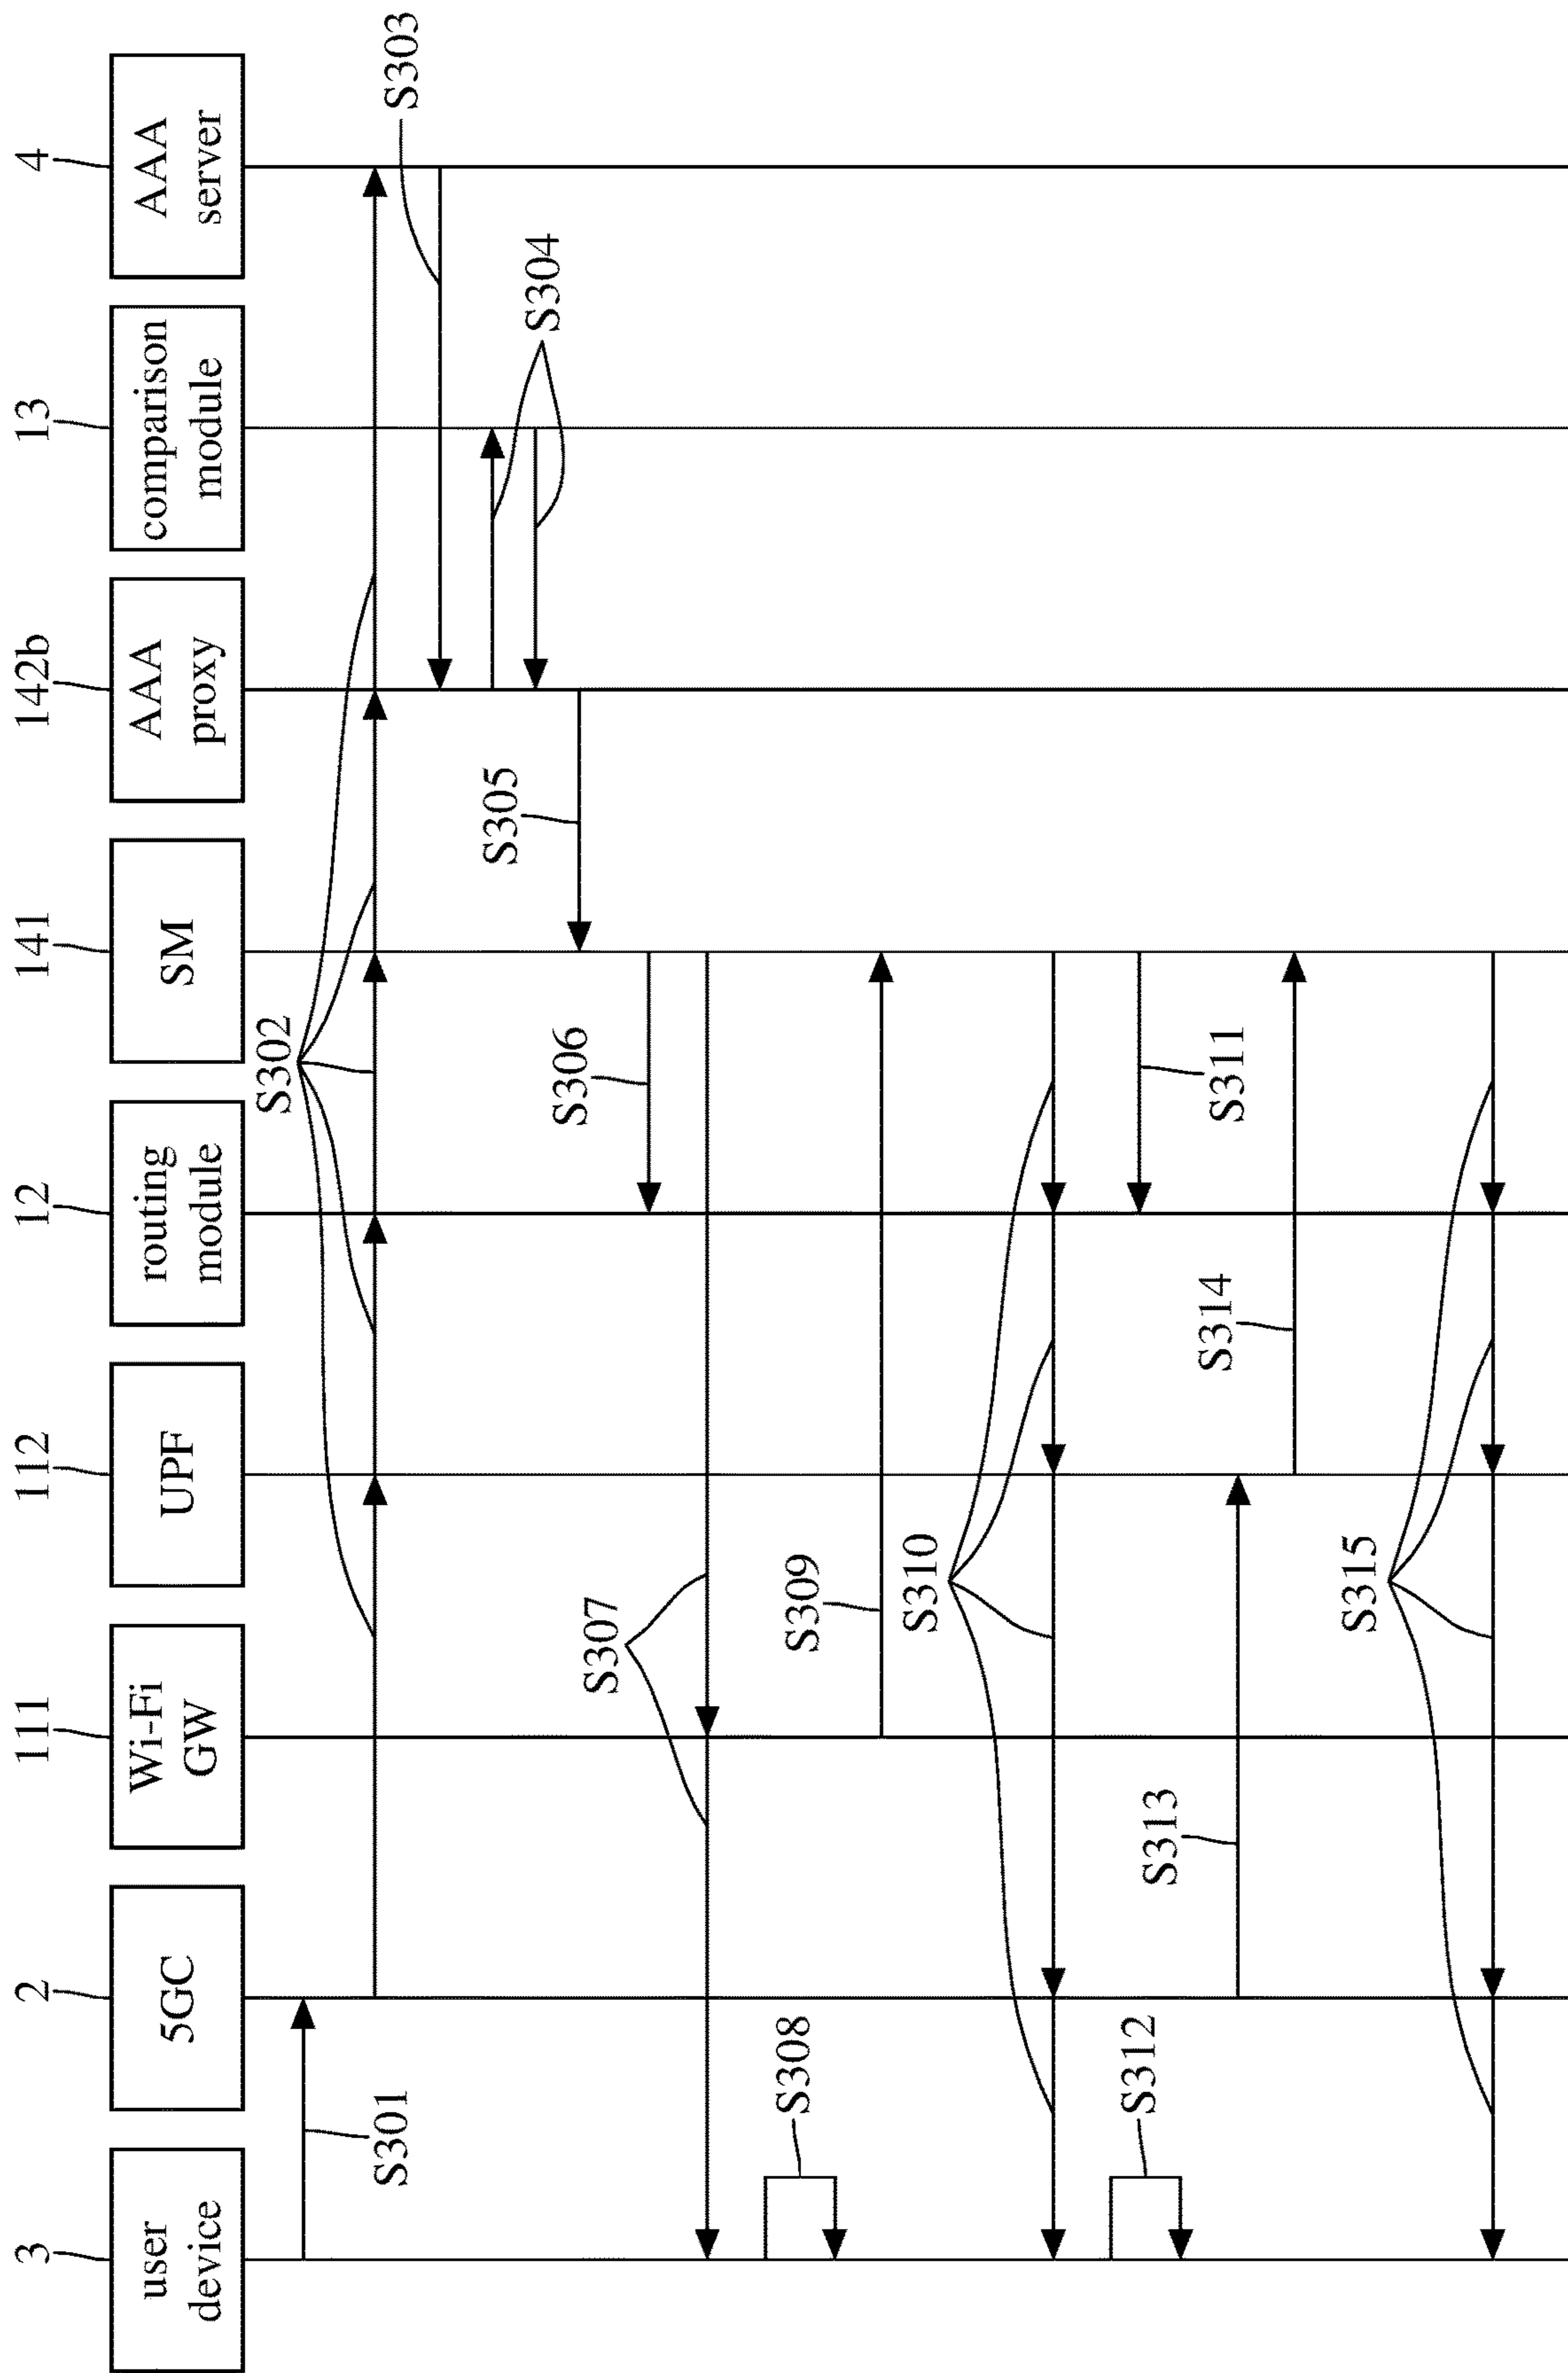 3
2
111
112
12
141
142b
13
4
user
device
5GC
Wi-Fi
GW
UPF
routing
module
SM
AAA
proxy
comparison
module
AAA
server
S301
S302
S303
S304
S305
S306
S307
S308
S309
S310
S311
S312
S313
S314
S315